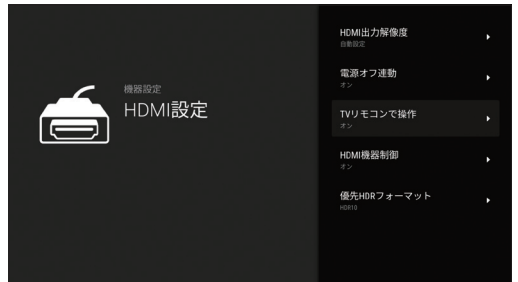 機器設定
HDMI設定
HDMI出力解像度
自動設定
電源オフ連動
オン
TVリモコンで操作
オン
HDMI機器制御
オン
優先HDRフォーマット
HDR10